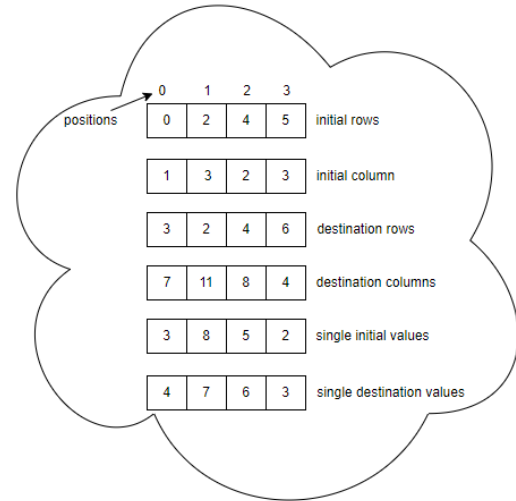 0 1 2 3
positions
0 2 4 5 initial rows
1 3 2 3 initial column
3 2 4 6 destination rows
7 11 8 4 destination columns
3 8 5 2 single initial values
4 7 6 3 single destination values